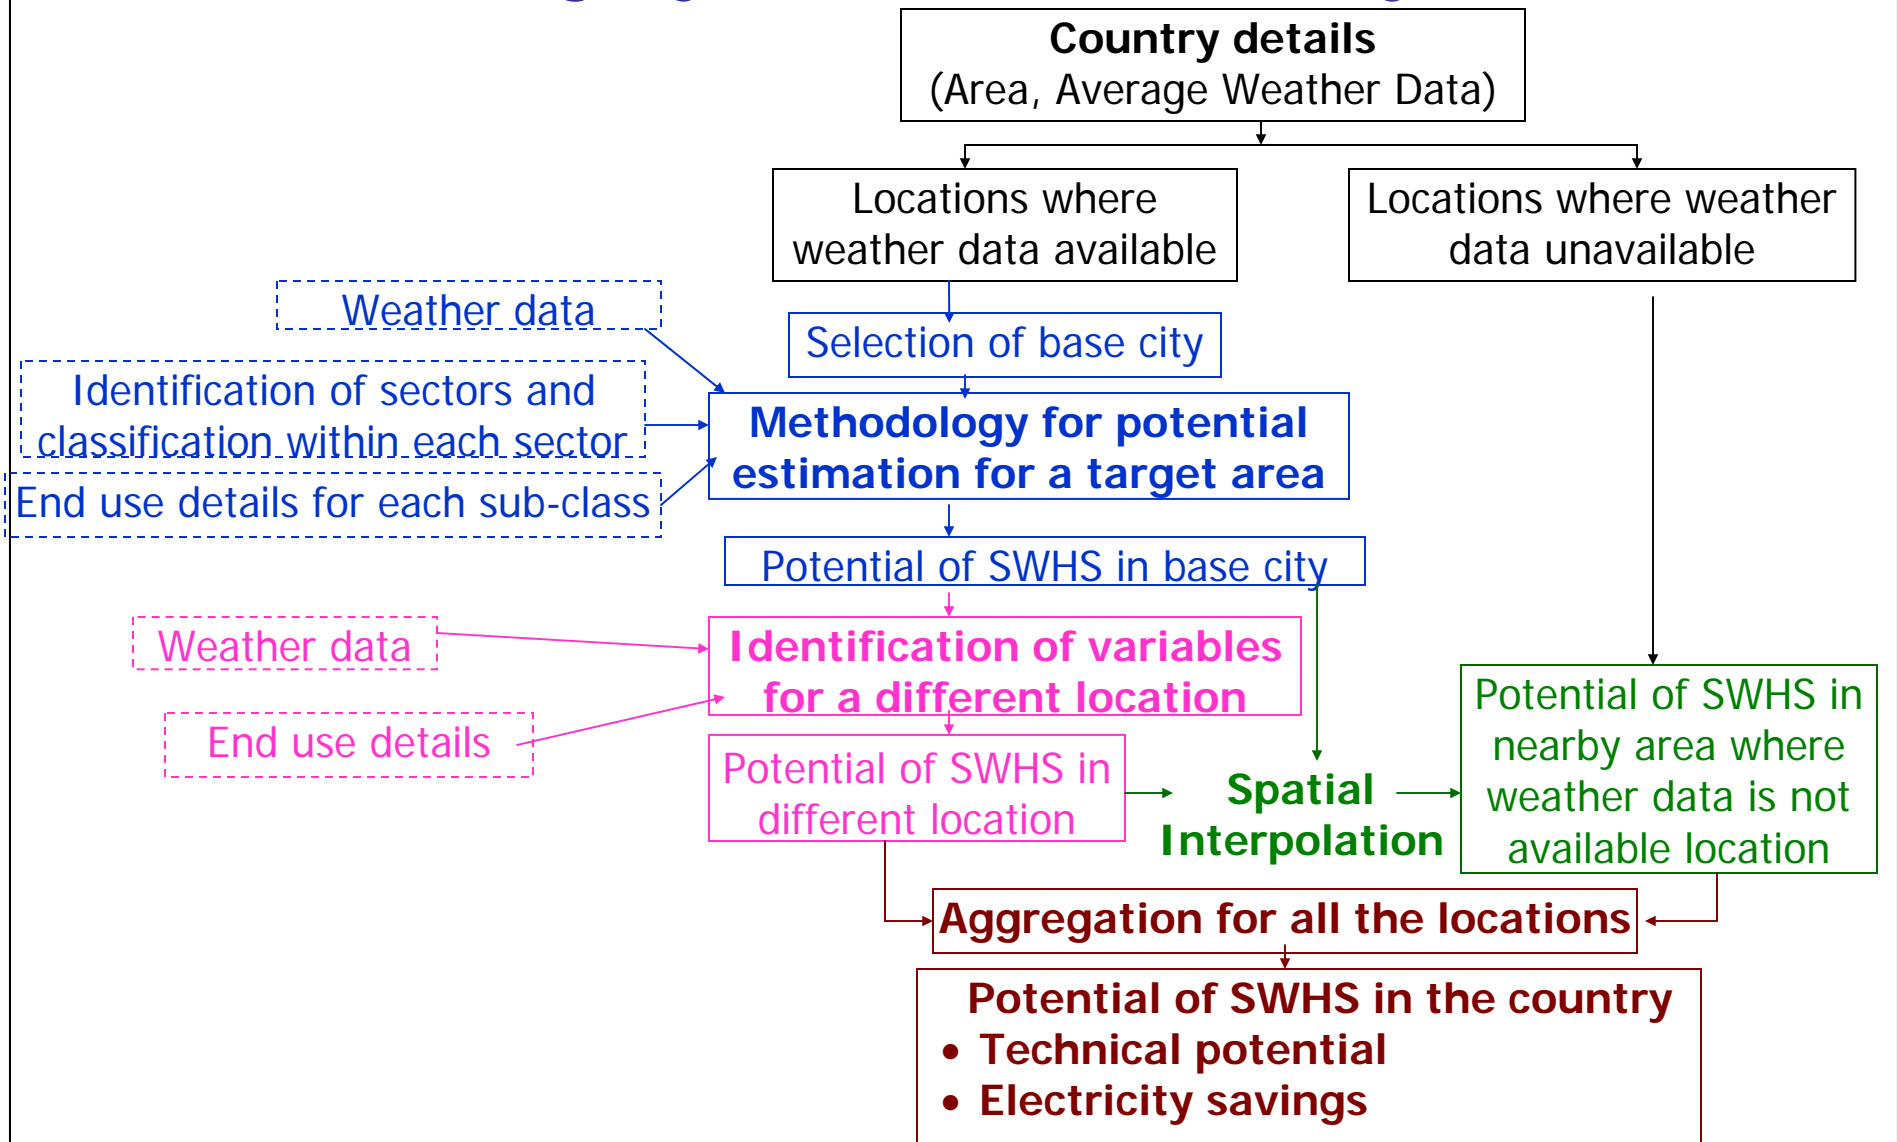 Country details
(Area, Average Weather Data)
Locations where
weather data available
Locations where weather
data unavailable
Weather data
Selection of base city
Identification of sectors and
classification within each sector
Methodology for potential
estimation for a target area
End use details for each sub-class
Potential of SWHS in base city
Weather data
Identification of variables
for a different location
End use details
Potential of SWHS in
different location
Spatial
Interpolation
Potential of SWHS in
nearby area where
weather data is not
available location
Aggregation for all the locations
Potential of SWHS in the country
• Technical potential
• Electricity savings